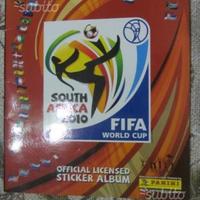 subito
SOUTH
AFRICA
2010
FIFA
WORLD CUP
OFFICIAL LICENSED
STICKER ALBUM
PANINI